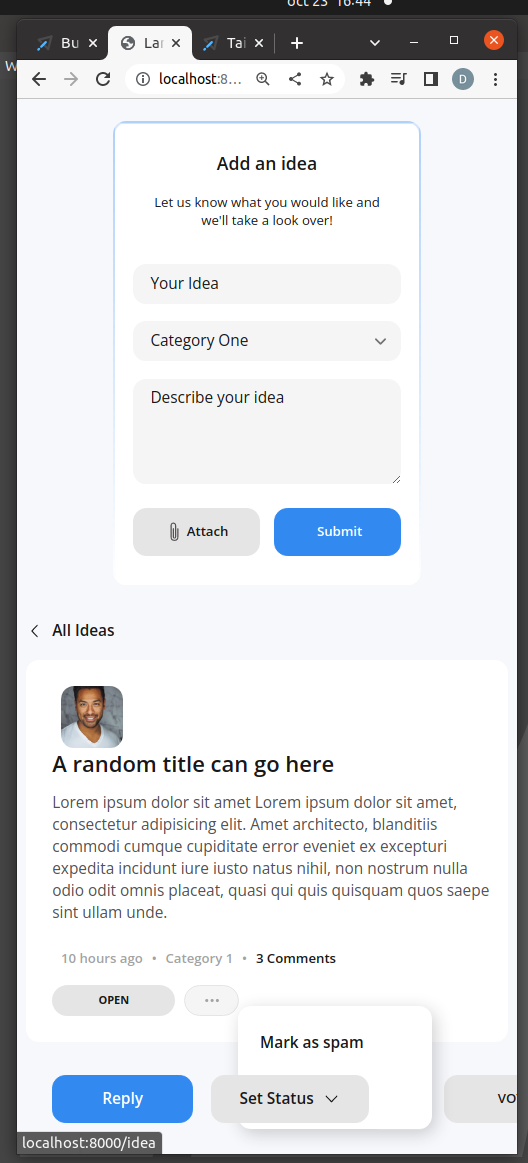 oct 23 16:44
W
Bu
Lar
Tai
localhost:8...
D
Add an idea
Let us know what you would like and
we'll take a look over!
Your Idea
Category One
Describe your idea
Attach
Submit
All Ideas
A random title can go here
Lorem ipsum dolor sit amet Lorem ipsum dolor sit amet,
consectetur adipisicing elit. Amet architecto, blanditiis
commodi cumque cupiditate error eveniet ex excepturi
expedita incidunt iure iusto natus nihil, non nostrum nulla
odio odit omnis placeat, quasi qui quis quisquam quos saepe
sint ullam unde.
10 hours ago • Category 1 • 3 Comments
OPEN
Mark as spam
Reply
Set Status
VO
localhost:8000/idea